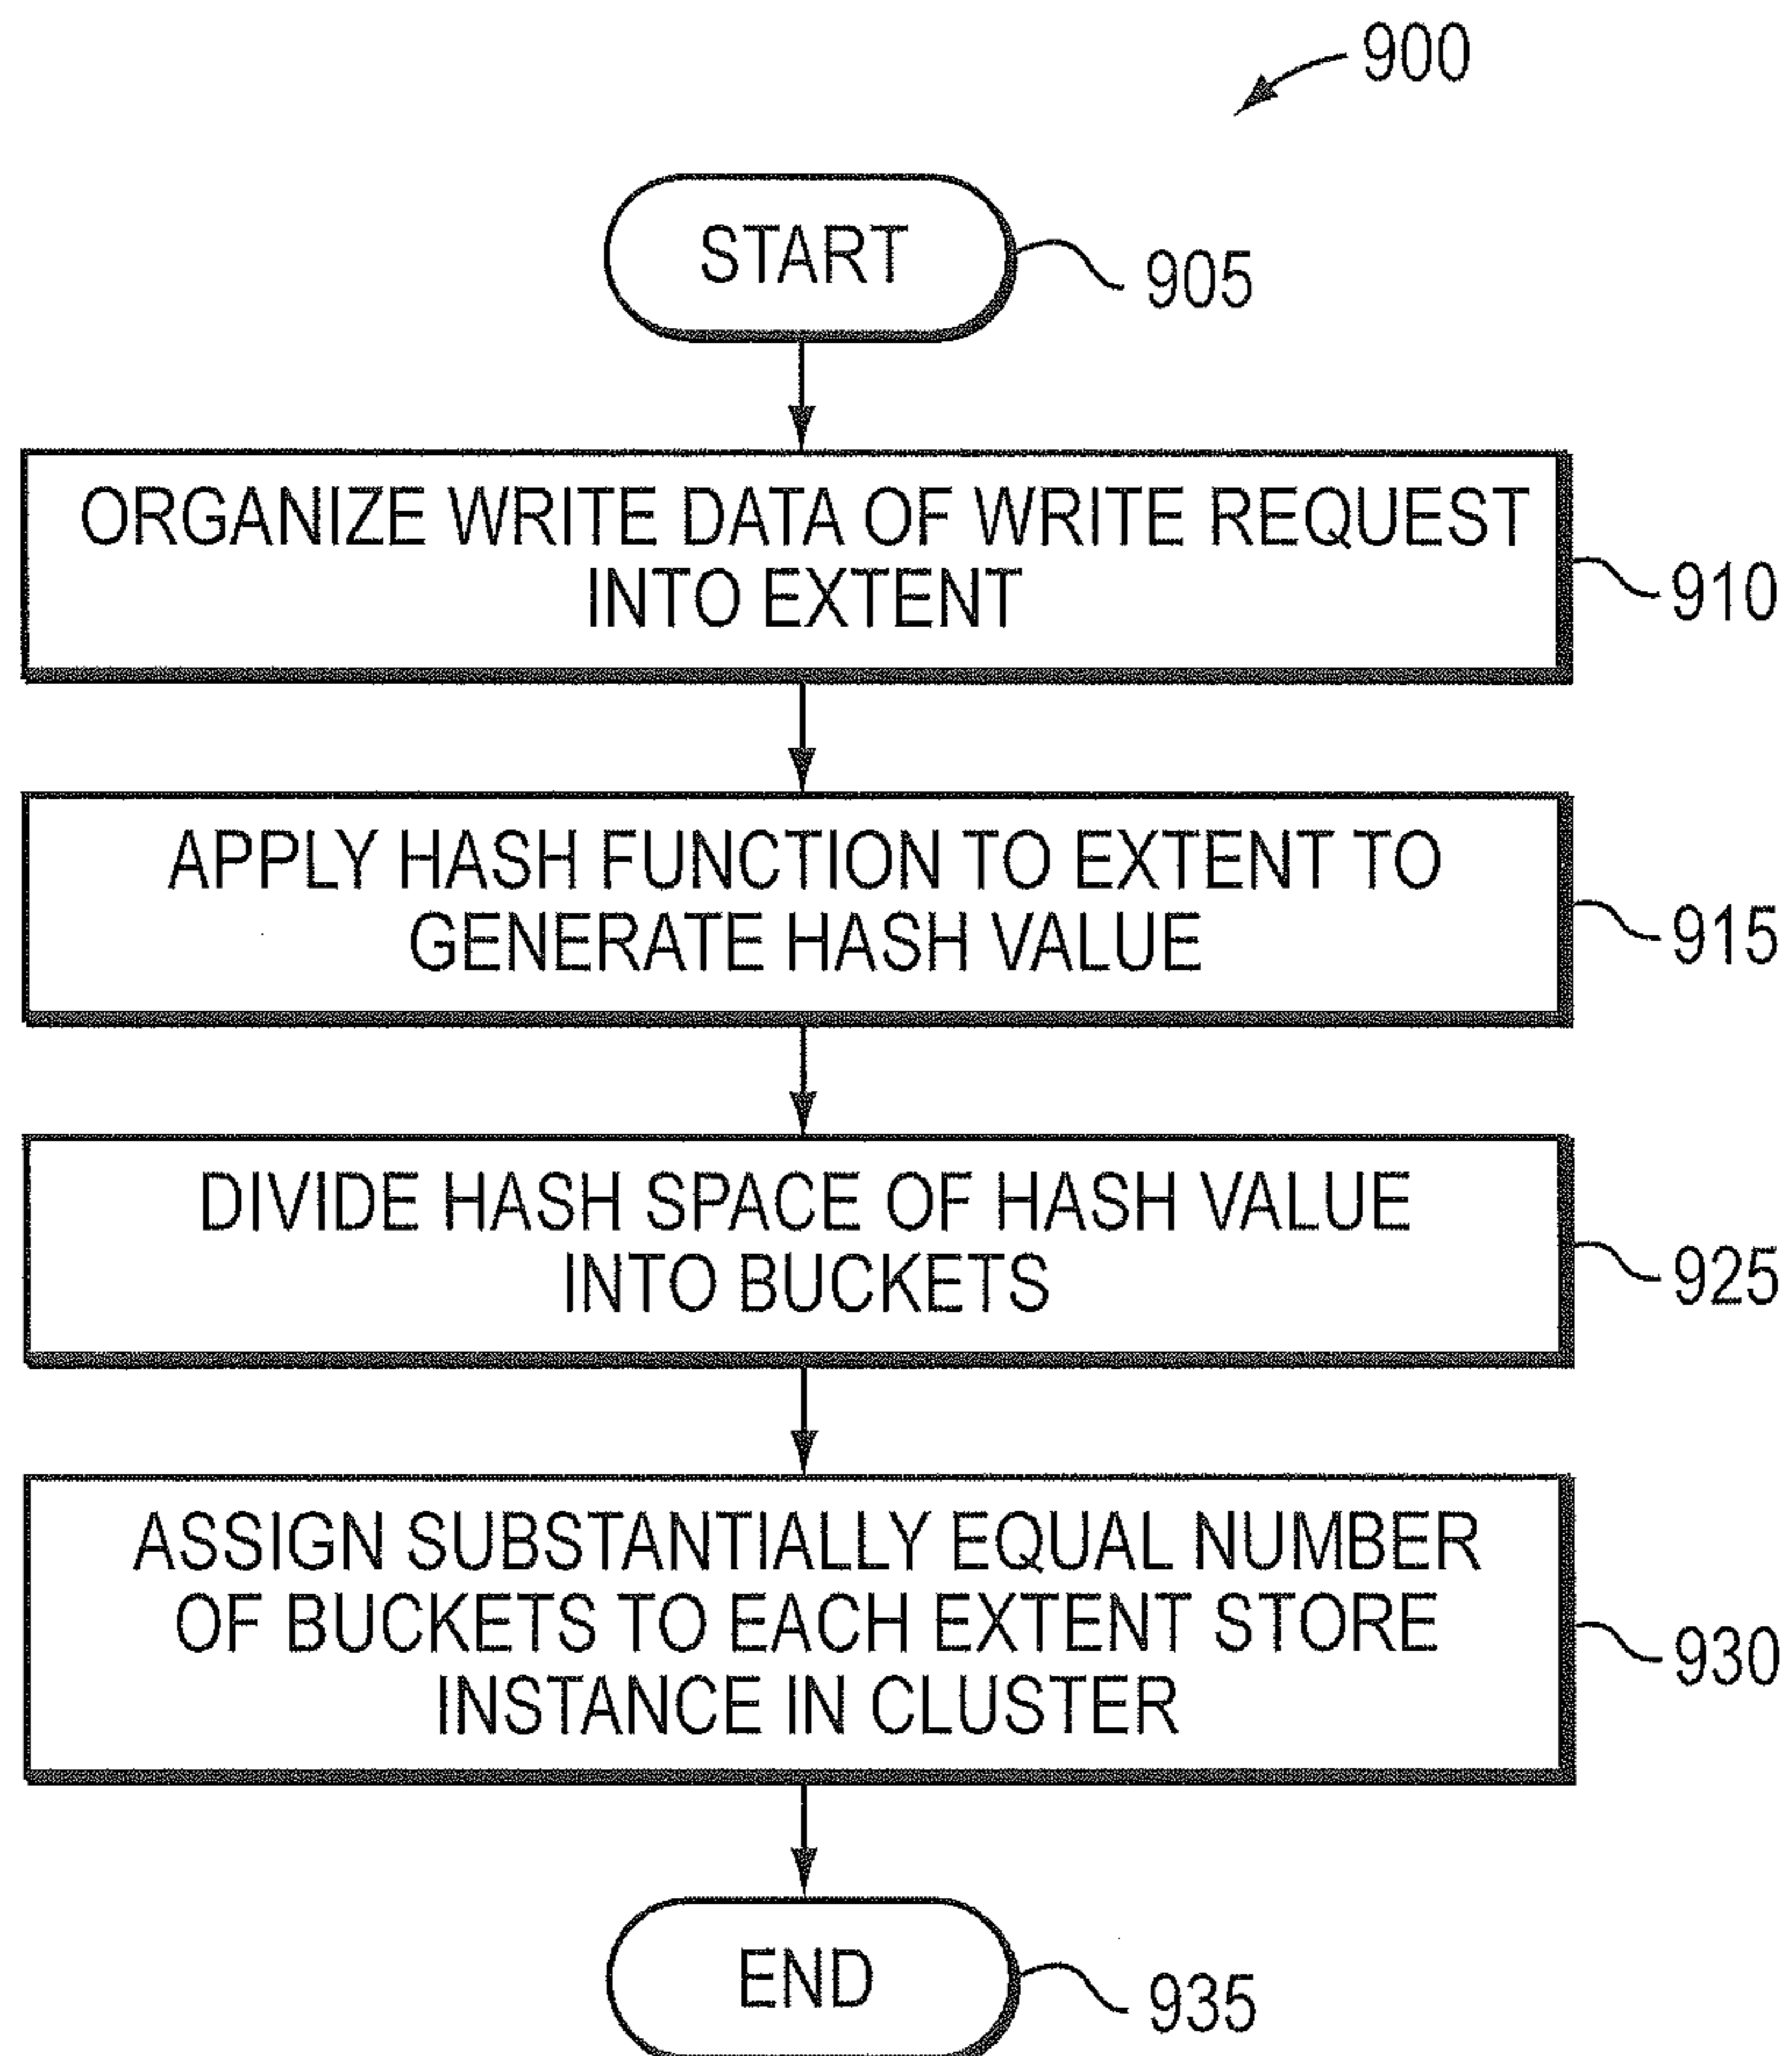 900
START
905
ORGANIZE WRITE DATA OF WRITE REQUEST
INTO EXTENT
910
APPLY HASH FUNCTION TO EXTENT TO
GENERATE HASH VALUE
915
DIVIDE HASH SPACE OF HASH VALUE
INTO BUCKETS
925
ASSIGN SUBSTANTIALLY EQUAL NUMBER
OF BUCKETS TO EACH EXTENT STORE
INSTANCE IN CLUSTER
930
END
935